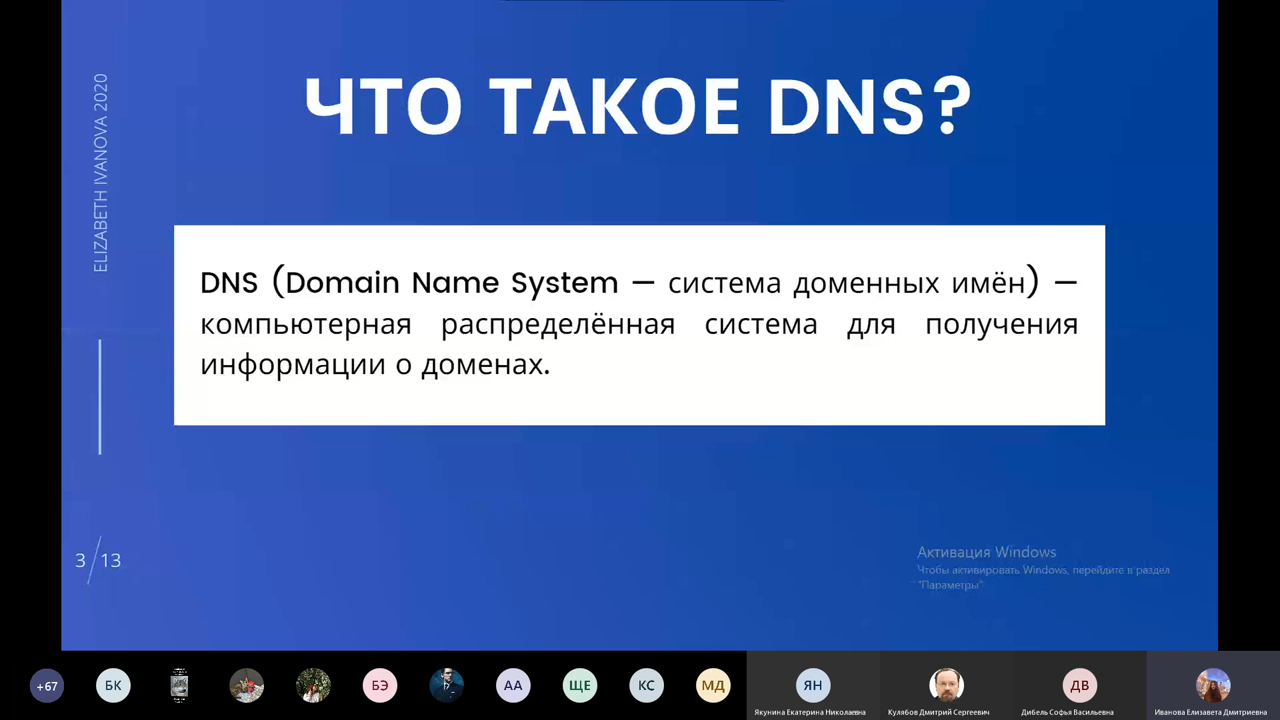 ELIZABETH IVANOVA 2020
ЧТО ТАКОЕ DNS?
DNS (Domain Name System — система доменных имён) —
компьютерная распределённая система для получения
информации о доменах.
3/13
Активация Windows
Чтобы активировать Windows, перейдите в раздел
"Параметры"
+67
БК
БЭ
АА
ЩЕ
КС
МД
ЯН
ДВ
Якунина Екатерина Николаевна
Кулябов Дмитрий Сергеевич
Дибель Софья Васильевна
Иванова Елизавета Дмитриевна